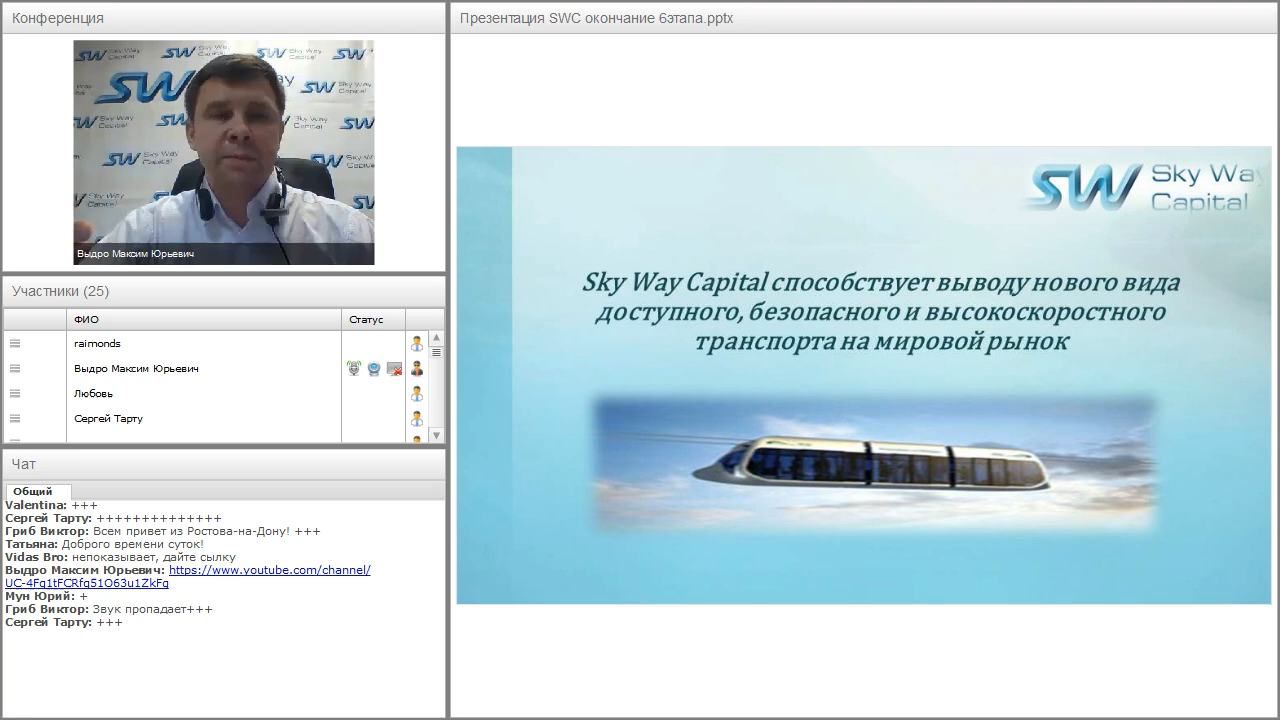 Конференция
Sky Way
Capital
Выдро Максим Юрьевич
Участники (25)
ФИО
Статус
raimonds
Выдро Максим Юрьевич
Любовь
Сергей Тарту
Чат
Общий
Valentina: +++
Сергей Тарту: ++++++++++++++
Гриб Виктор: Всем привет из Ростова-на-Дону! +++
Татьяна: Доброго времени суток!
Vidas Bro: непоказывает, дайте сылку
Выдро Максим Юрьевич: https://www.youtube.com/channel/
UC-4Fq1tFCRfq51O63u1ZkFg
Мун Юрий: +
Гриб Виктор: Звук пропадает+++
Сергей Тарту: +++
Презентация SWC окончание 6этапа.pptx
SW Sky Way
Capital
Sky Way Capital способствует выводу нового вида
доступного, безопасного и высокоскоростного
транспорта на мировой рынок